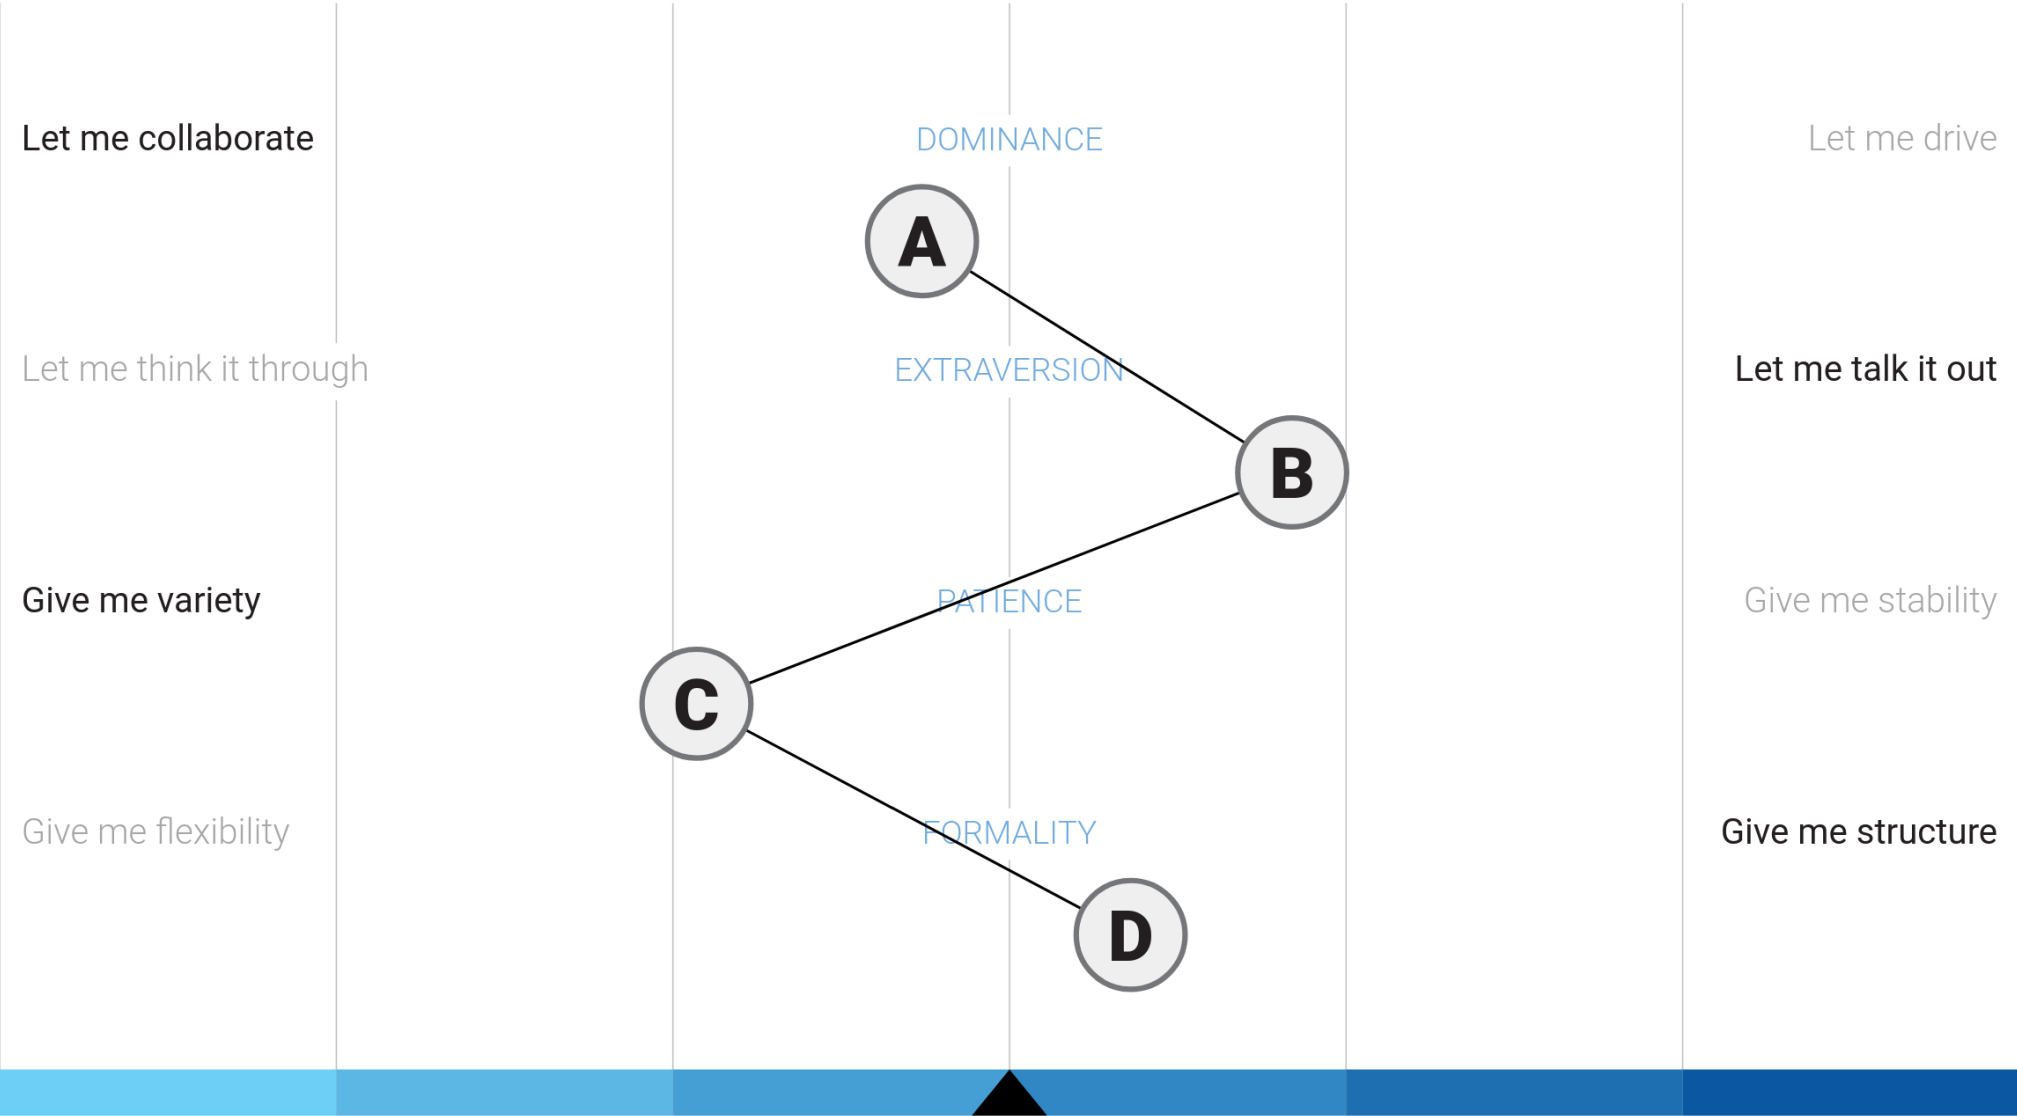 Let me collaborate
DOMINANCE
Let me drive
A
Let me think it through
EXTRAVERSION
Let me talk it out
B
Give me variety
PATIENCE
Give me stability
C
Give me flexibility
FORMALITY
Give me structure
D